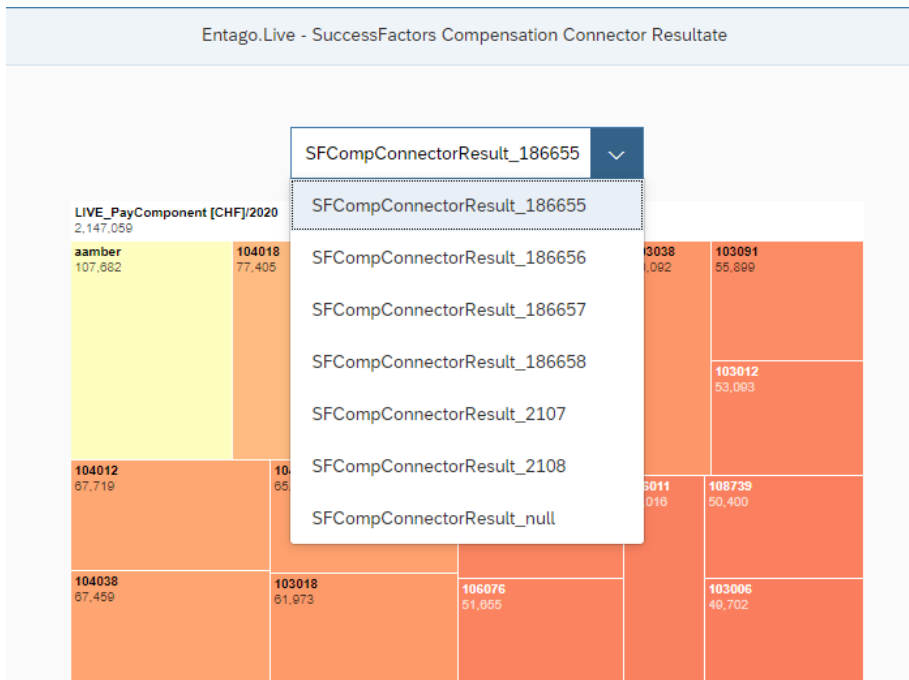 Entago.Live - SuccessFactors Compensation Connector Resultate
SFCompConnectorResult_186655
SFCompConnectorResult_186655
SFCompConnectorResult_186656
SFCompConnectorResult_186657
SFCompConnectorResult_186658
SFCompConnectorResult_2107
SFCompConnectorResult_2108
SFCompConnectorResult_null
LIVE_PayComponent [CHF]/2020
2,147,059
aamber
107,682
104018
77,405
103091
55,899
103012
53,093
104012
67,719
108739
50,400
104038
67,459
103018
61,973
106076
51,655
103006
49,702